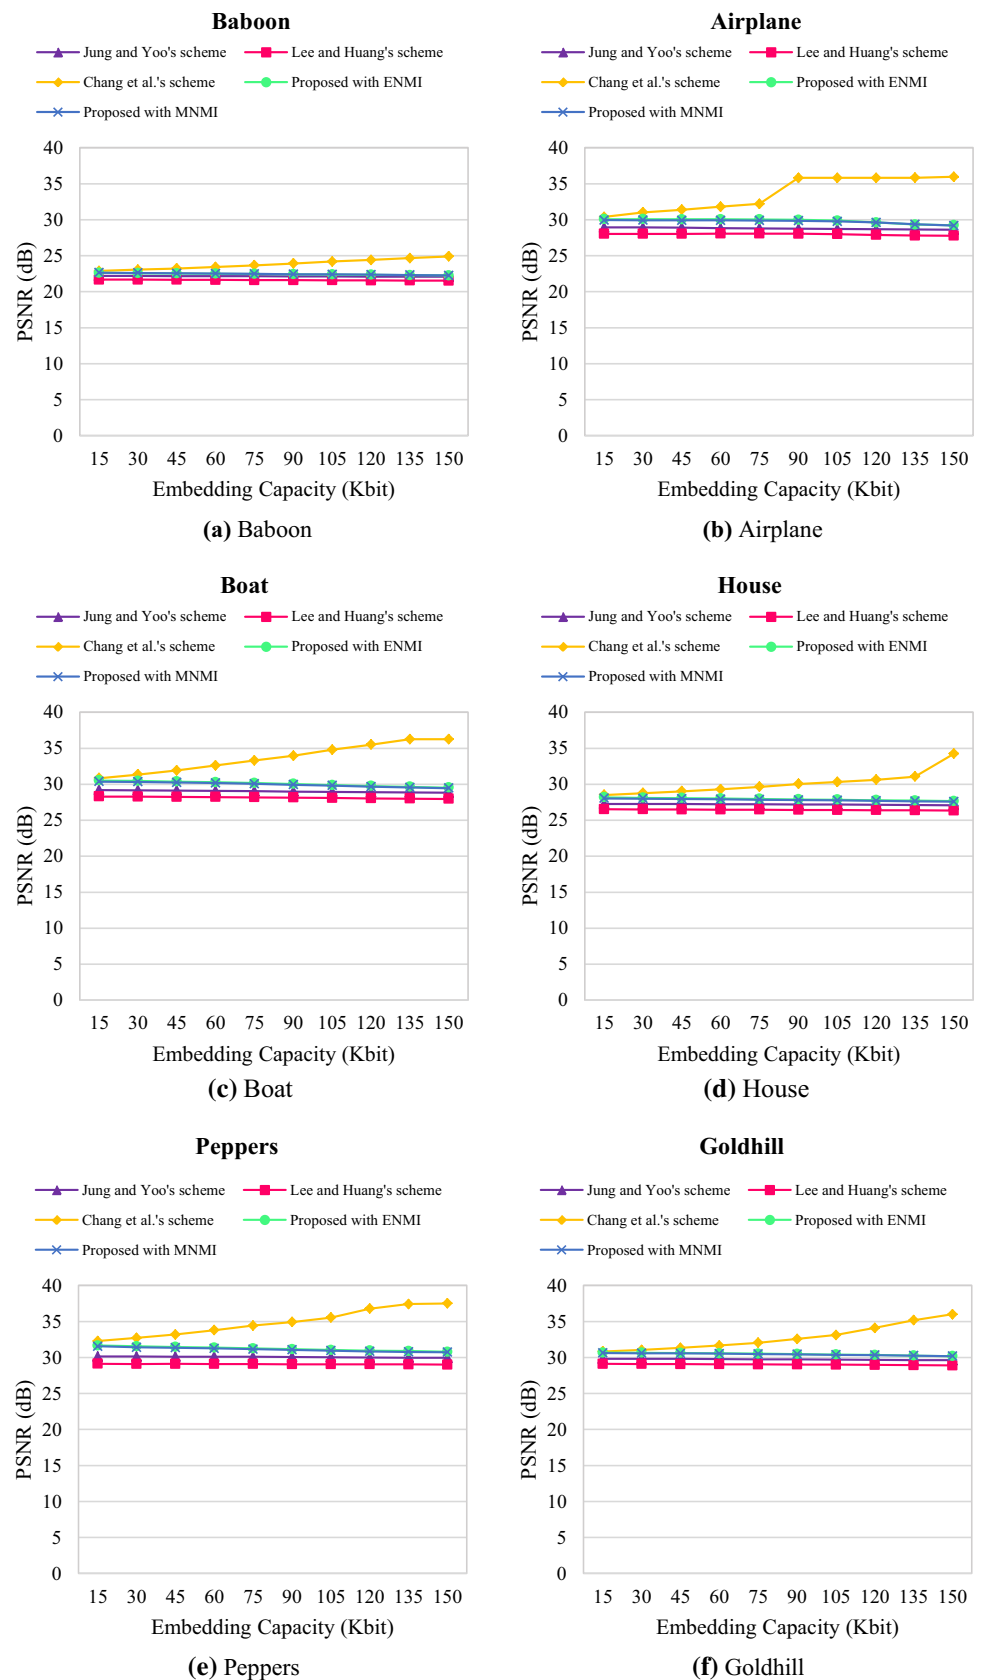 Baboon
Jung and Yoo's scheme
Lee and Huang's scheme
Chang et al.'s scheme
Proposed with ENMI
Proposed with MNMI
40
35
30
25
20
15
10
5
0
PSNR (dB)
15 30 45 60 75 90 105 120 135 150
Embedding Capacity (Kbit)
(a) Baboon
Airplane
Jung and Yoo's scheme
Lee and Huang's scheme
Chang et al.'s scheme
Proposed with ENMI
Proposed with MNMI
40
35
30
25
20
15
10
5
0
PSNR (dB)
15 30 45 60 75 90 105 120 135 150
Embedding Capacity (Kbit)
(b) Airplane
Boat
Jung and Yoo's scheme
Lee and Huang's scheme
Chang et al.'s scheme
Proposed with ENMI
Proposed with MNMI
40
35
30
25
20
15
10
5
0
PSNR (dB)
15 30 45 60 75 90 105 120 135 150
Embedding Capacity (Kbit)
(c) Boat
House
Jung and Yoo's scheme
Lee and Huang's scheme
Chang et al.'s scheme
Proposed with ENMI
Proposed with MNMI
40
35
30
25
20
15
10
5
0
PSNR (dB)
15 30 45 60 75 90 105 120 135 150
Embedding Capacity (Kbit)
(d) House
Peppers
Jung and Yoo's scheme
Lee and Huang's scheme
Chang et al.'s scheme
Proposed with ENMI
Proposed with MNMI
40
35
30
25
20
15
10
5
0
PSNR (dB)
15 30 45 60 75 90 105 120 135 150
Embedding Capacity (Kbit)
(e) Peppers
Goldhill
Jung and Yoo's scheme
Lee and Huang's scheme
Chang et al.'s scheme
Proposed with ENMI
Proposed with MNMI
40
35
30
25
20
15
10
5
0
PSNR (dB)
15 30 45 60 75 90 105 120 135 150
Embedding Capacity (Kbit)
(f) Goldhill